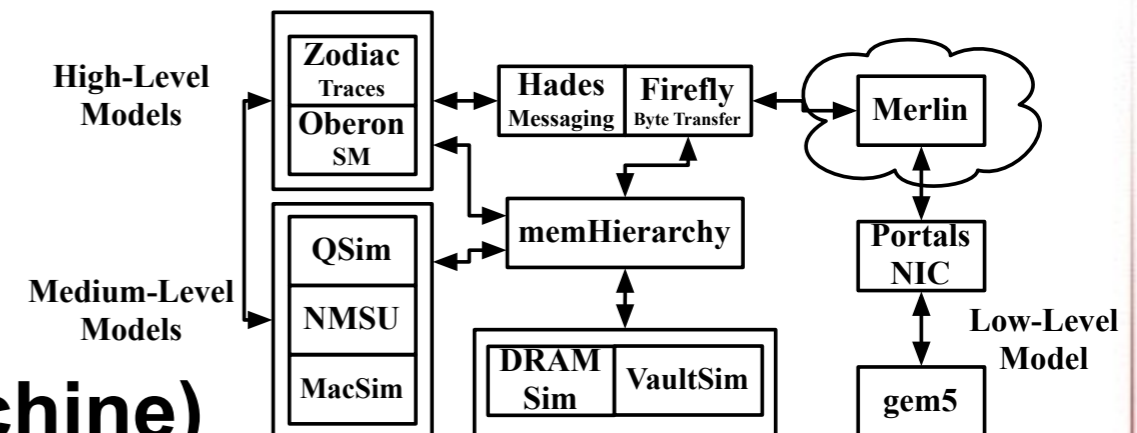 High-Level
Models
Zodiac
Traces
Oberon
SM
Hades
Messaging
Firefly
Byte Transfer
Merlin
memHierarchy
Portals
NIC
Medium-Level
Models
QSim
NMSU
MacSim
DRAM
Sim
VaultSim
Low-Level
Model
gem5
chine)